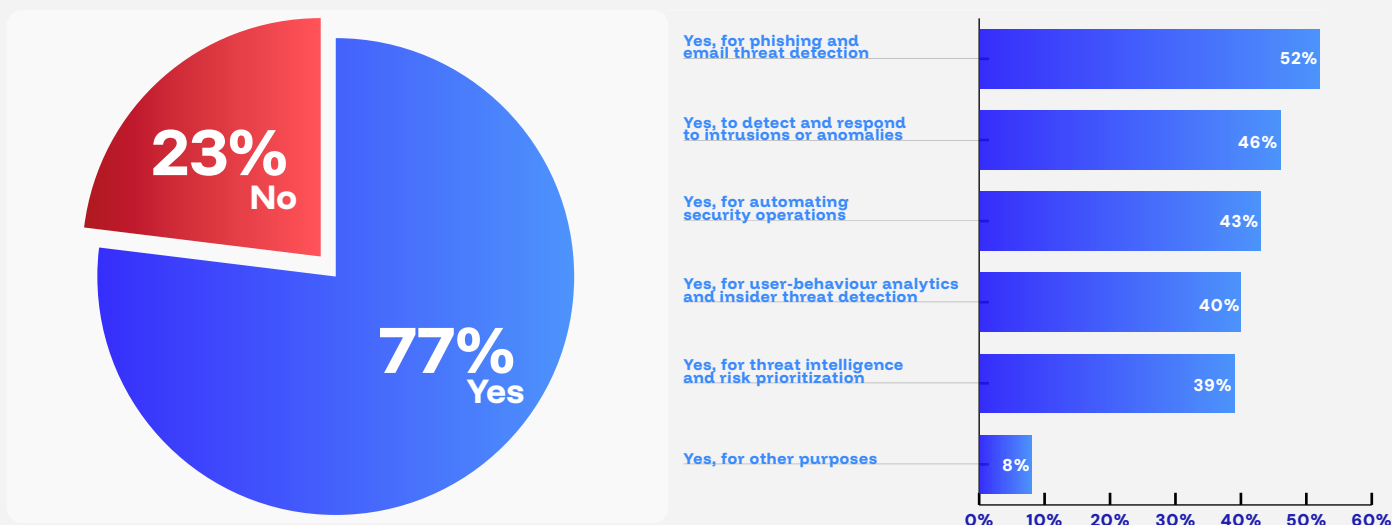 23%
No
77%
Yes
Yes, for phishing and
email threat detection
52%
Yes, to detect and respond
to intrusions or anomalies
46%
Yes, for automating
security operations
43%
Yes, for user-behaviour analytics
and insider threat detection
40%
Yes, for threat intelligence
and risk prioritization
39%
Yes, for other purposes
8%
0% 10% 20% 30% 40% 50% 60%